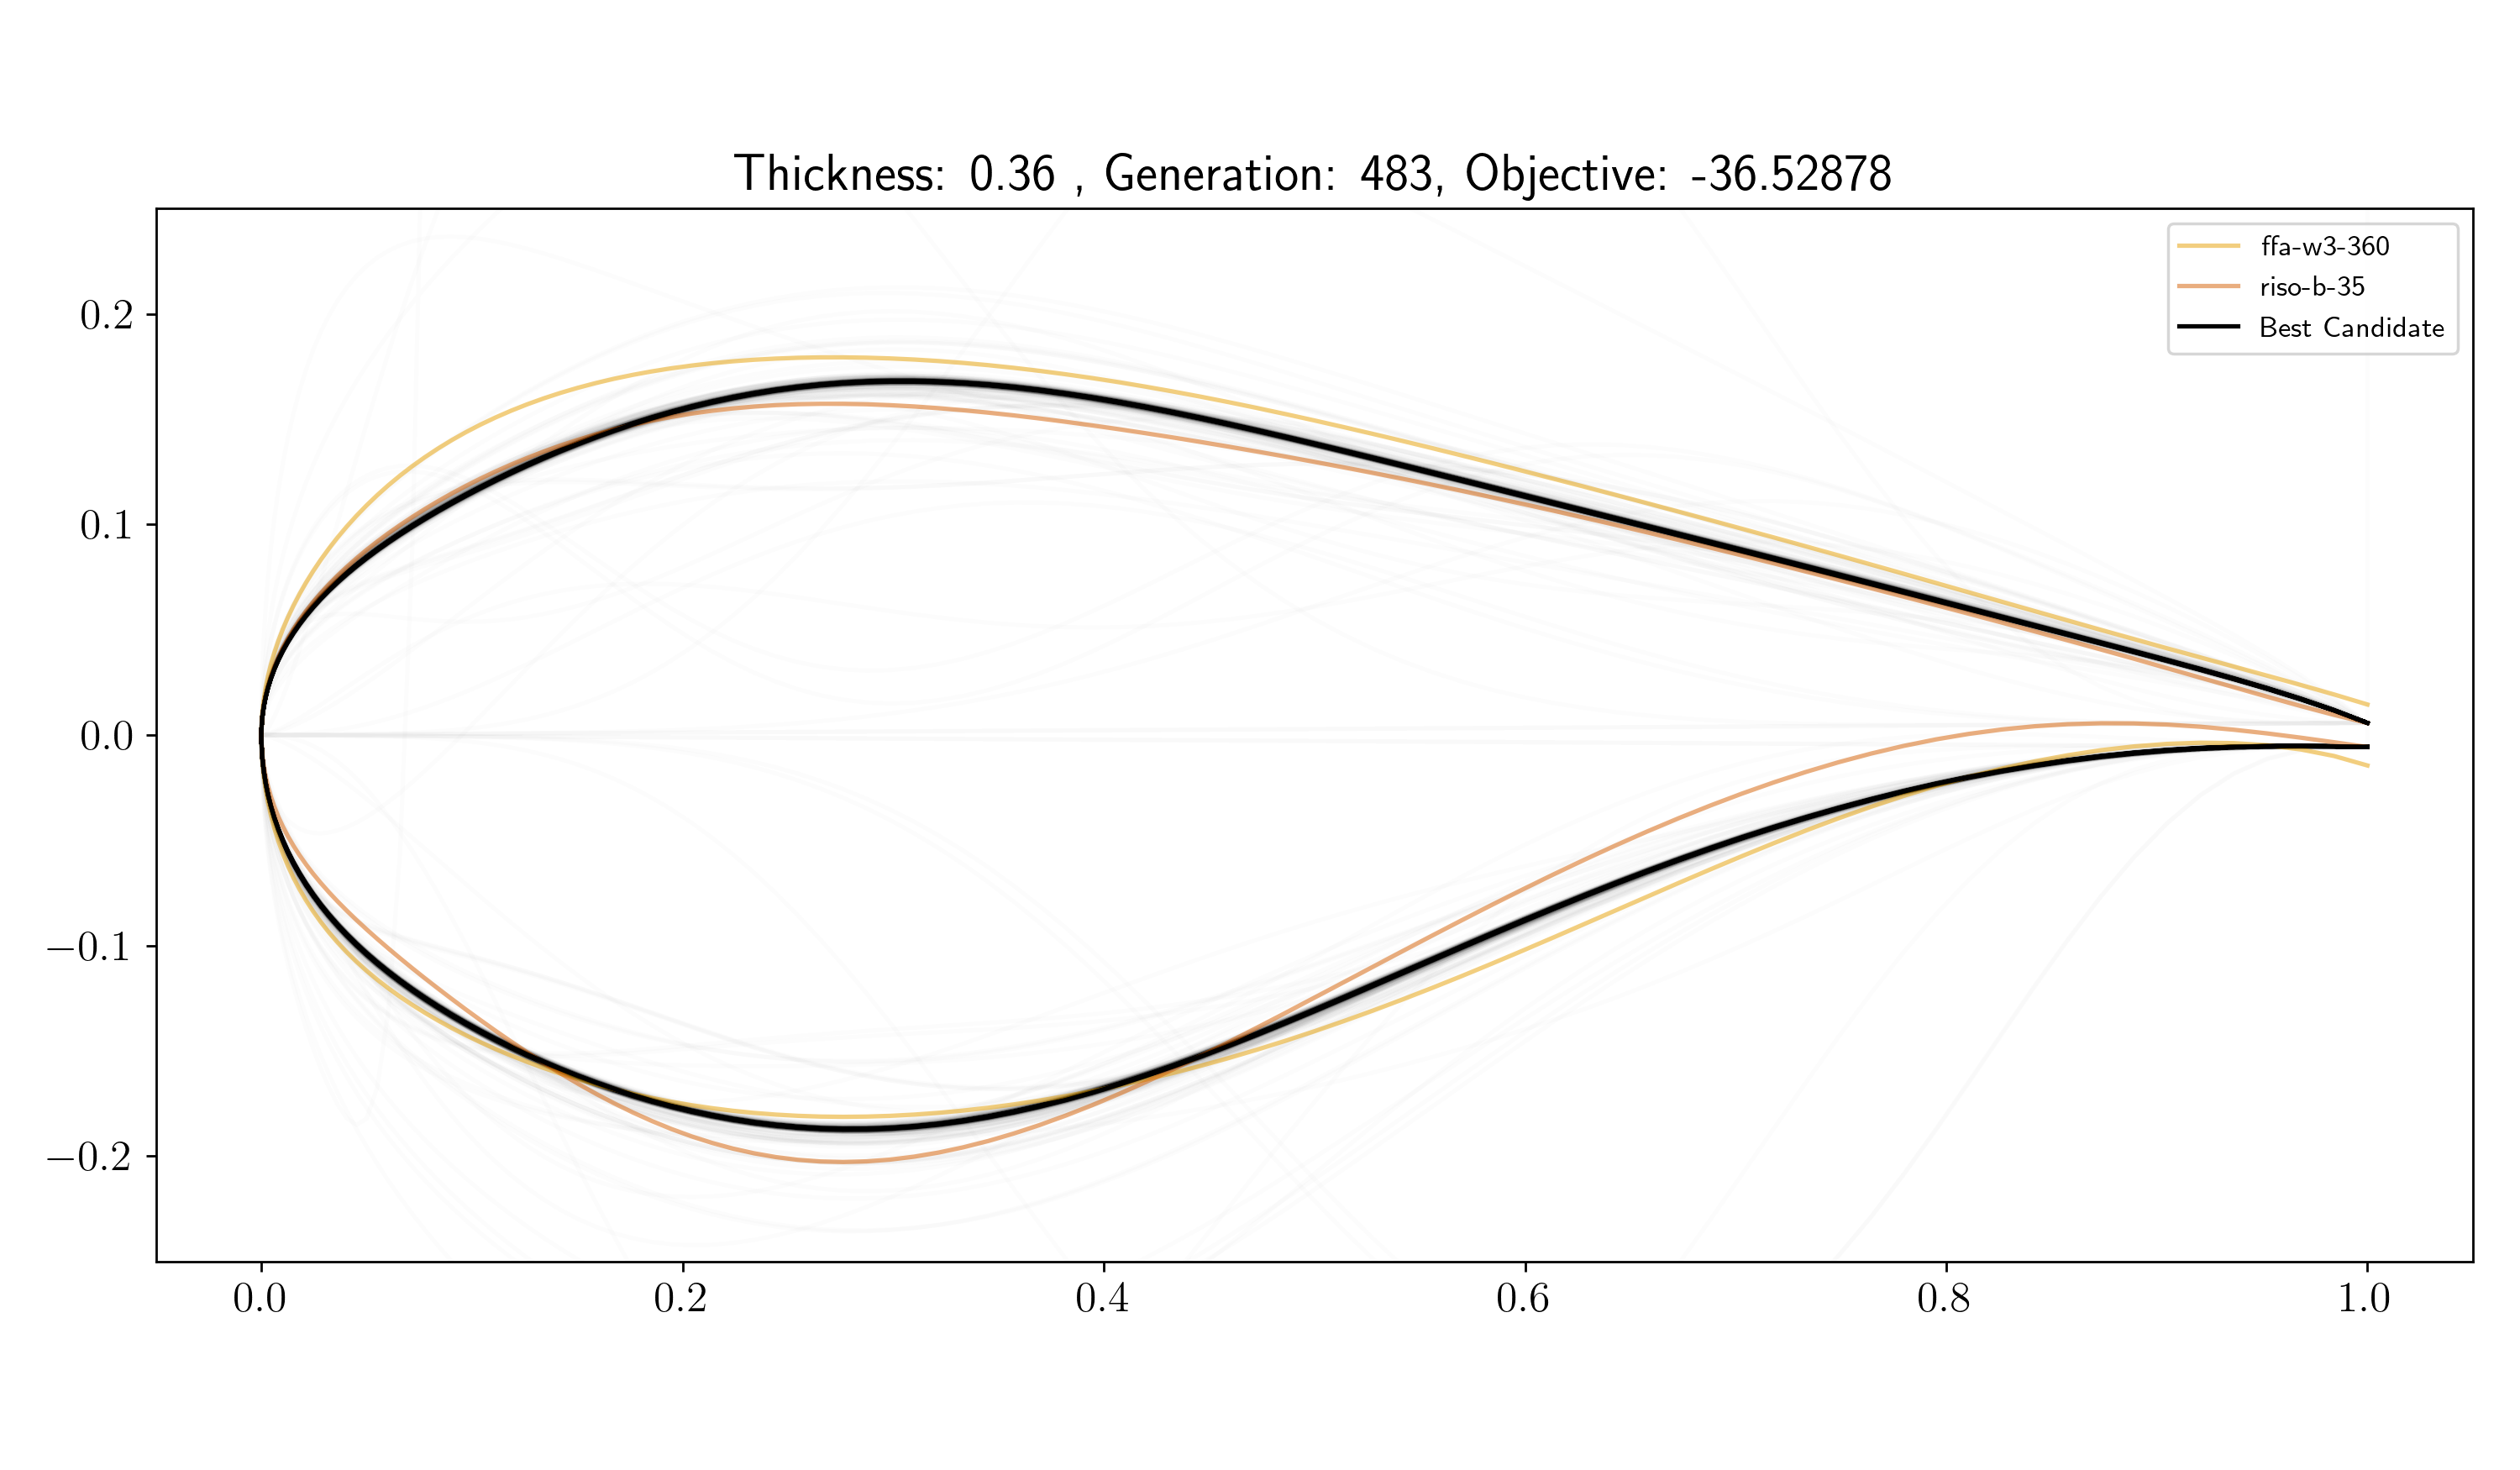 Thickness: 0.36 , Generation: 483, Objective: -36.52878
ffa-w3-360
riso-b-35
Best Candidate
0.2
0.1
0.0
−0.1
−0.2
0.0 0.2 0.4 0.6 0.8 1.0